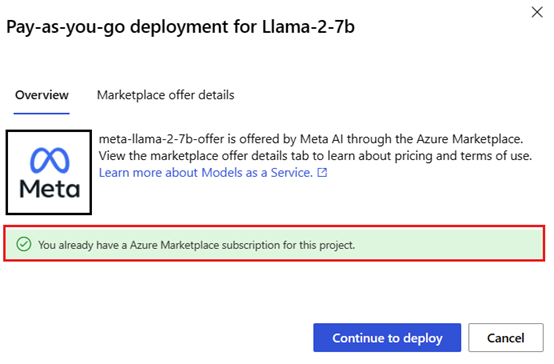 Pay-as-you-go deployment for Llama-2-7b
Overview
Marketplace offer details
Meta
meta-llama-2-7b-offer is offered by Meta AI through the Azure Marketplace.
View the marketplace offer details tab to learn about pricing and terms of use.
Learn more about Models as a Service.
You already have a Azure Marketplace subscription for this project.
Continue to deploy
Cancel